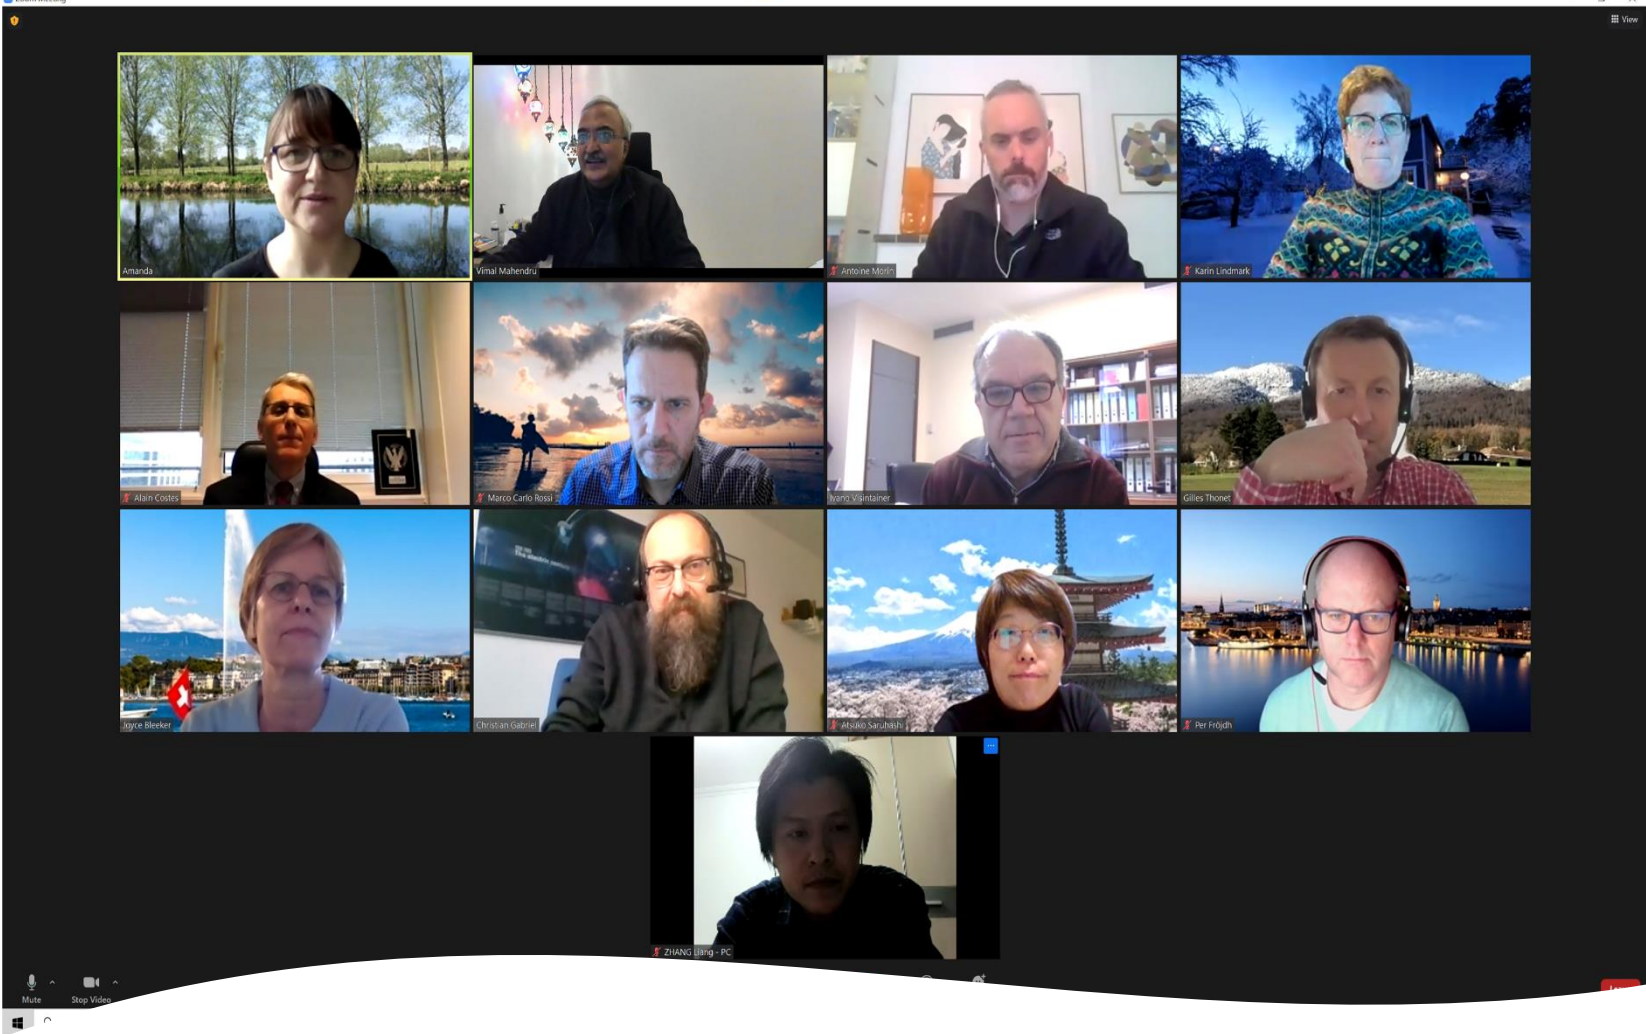 View
Amanda
Vimal Mahendru
Antoine Morin
Karin Lindmark
Alain Costes
Marco Carlo Rossi
Ivano Visintainer
Gilles Thonet
Joyce Bleeker
Christian Gabriel
Atsuko Saruhashi
Per Fröjdh
ZHANG Liang - PC
Mute
Stop Video